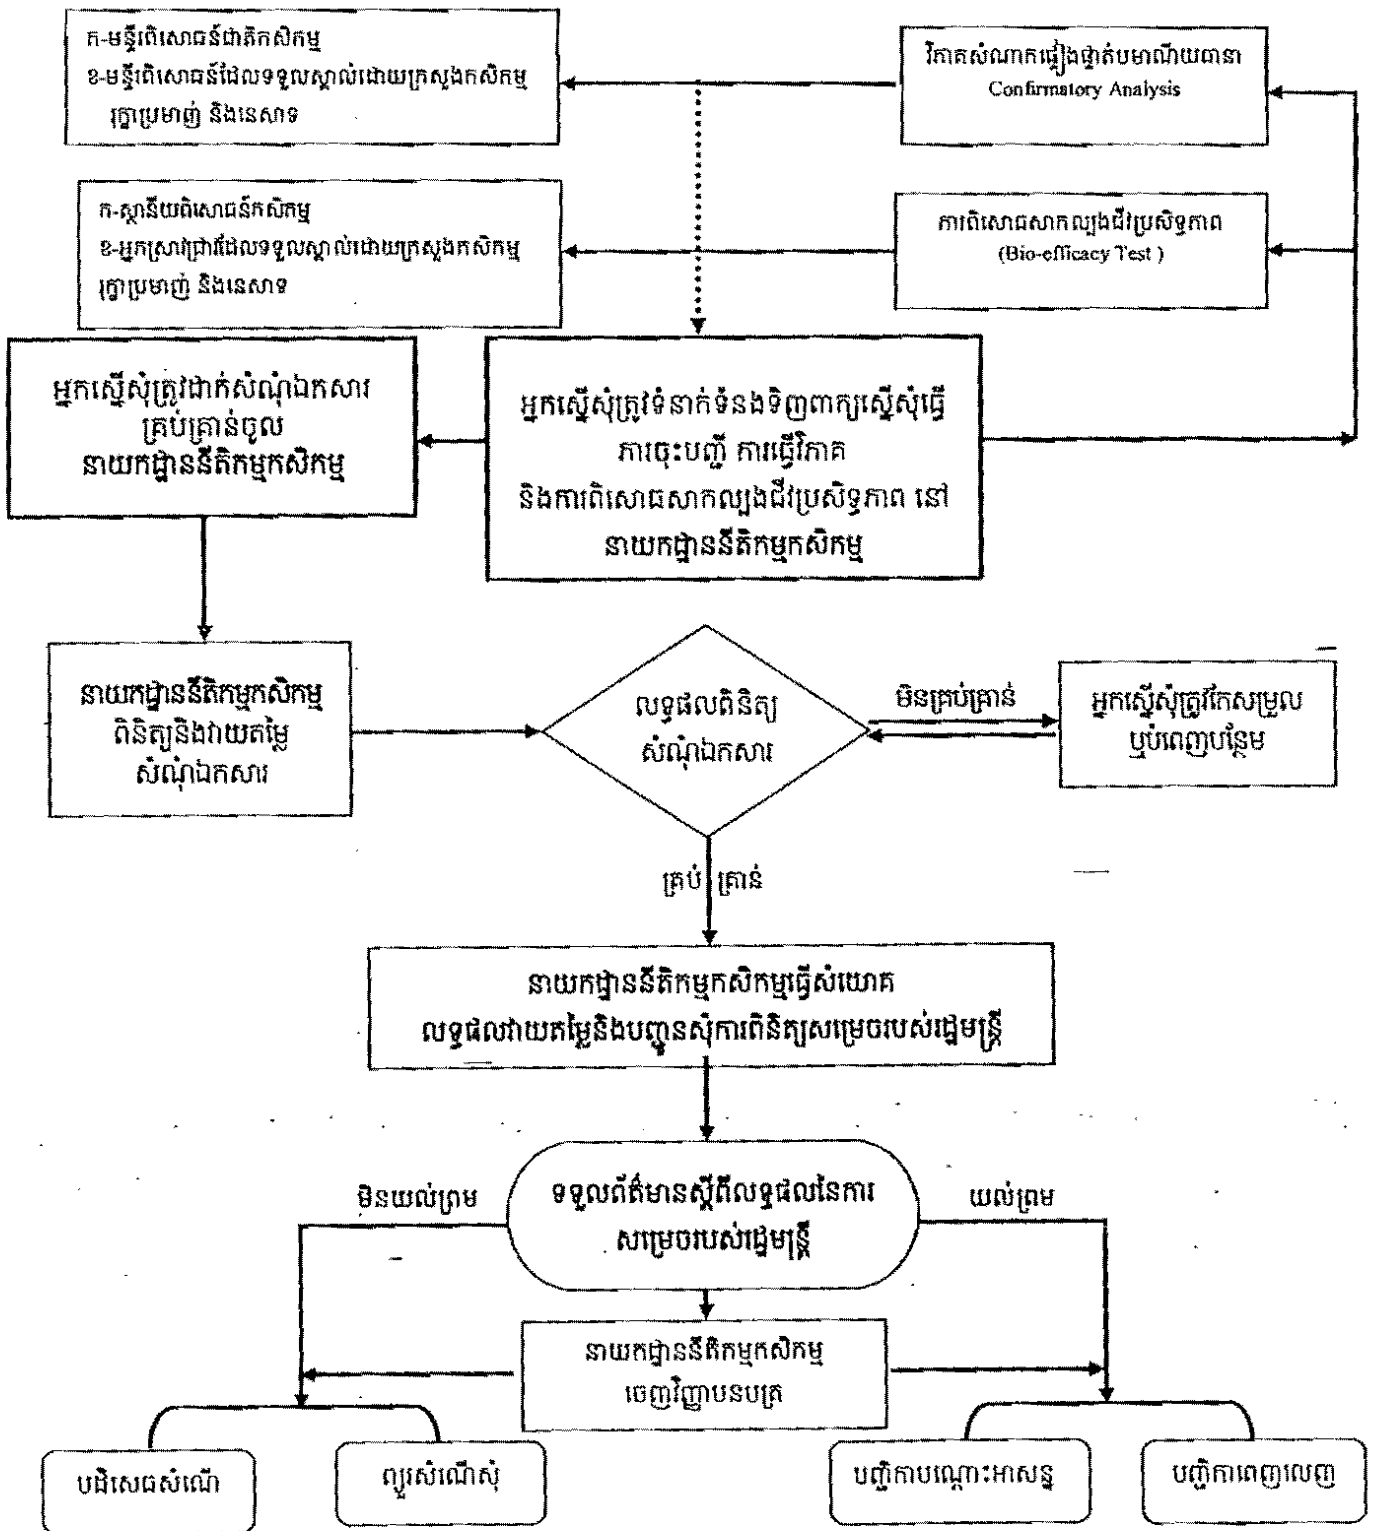 ក-មន្ទីរពិសោធន៍ជាតិកសិកម្ម
ខ-មន្ទីរពិសោធន៍ដែលទទួលស្គាល់ដោយក្រសួងកសិកម្ម
រុក្ខាប្រមាញ់ និងនេសាទ
វិភាគសំណាកផ្ទៀងផ្ទាត់បមាណីយធានា
Confirmatory Analysis
ក-ស្ថានីយពិសោធន៍កសិកម្ម
ខ-អ្នកស្រាវជ្រាវដែលទទួលស្គាល់ដោយក្រសួងកសិកម្ម
រុក្ខាប្រមាញ់ និងនេសាទ
ការពិសោធសាកល្បងជីវប្រសិទ្ធភាព
(Bio-efficacy Test )
អ្នកស្នើសុំត្រូវដាក់សំណុំឯកសារ
គ្រប់គ្រាន់ចូល
នាយកដ្ឋាននីតិកម្មកសិកម្ម
អ្នកស្នើសុំត្រូវទំនាក់ទំនងទិញពាក្យស្នើសុំធ្វើ
ការចុះបញ្ជី ការធ្វើវិភាគ
និងការពិសោធសាកល្បងជីវប្រសិទ្ធភាព នៅ
នាយកដ្ឋាននីតិកម្មកសិកម្ម
នាយកដ្ឋាននីតិកម្មកសិកម្ម
ពិនិត្យនិងវាយតម្លៃ
សំណុំឯកសារ
លទ្ធផលពិនិត្យ
សំណុំឯកសារ
មិនគ្រប់គ្រាន់
អ្នកស្នើសុំត្រូវកែសម្រួល
ឬបំពេញបន្ថែម
គ្រប់ គ្រាន់
នាយកដ្ឋាននីតិកម្មកសិកម្មធ្វើសំយោគ
លទ្ធផលវាយតម្លៃនិងបញ្ជូនសុំការពិនិត្យសម្រេចរបស់រដ្ឋមន្ត្រី
មិនយល់ព្រម
ទទួលព័ត៌មានស្តីពីលទ្ធផលនៃការ
សម្រេចរបស់រដ្ឋមន្ត្រី
យល់ព្រម
នាយកដ្ឋាននីតិកម្មកសិកម្ម
ចេញវិញ្ញាបនបត្រ
បដិសេធសំណើ
ព្យួរសំណើសុំ
បញ្ជិកាបណ្តោះអាសន្ន
បញ្ជិកាពេញលេញ